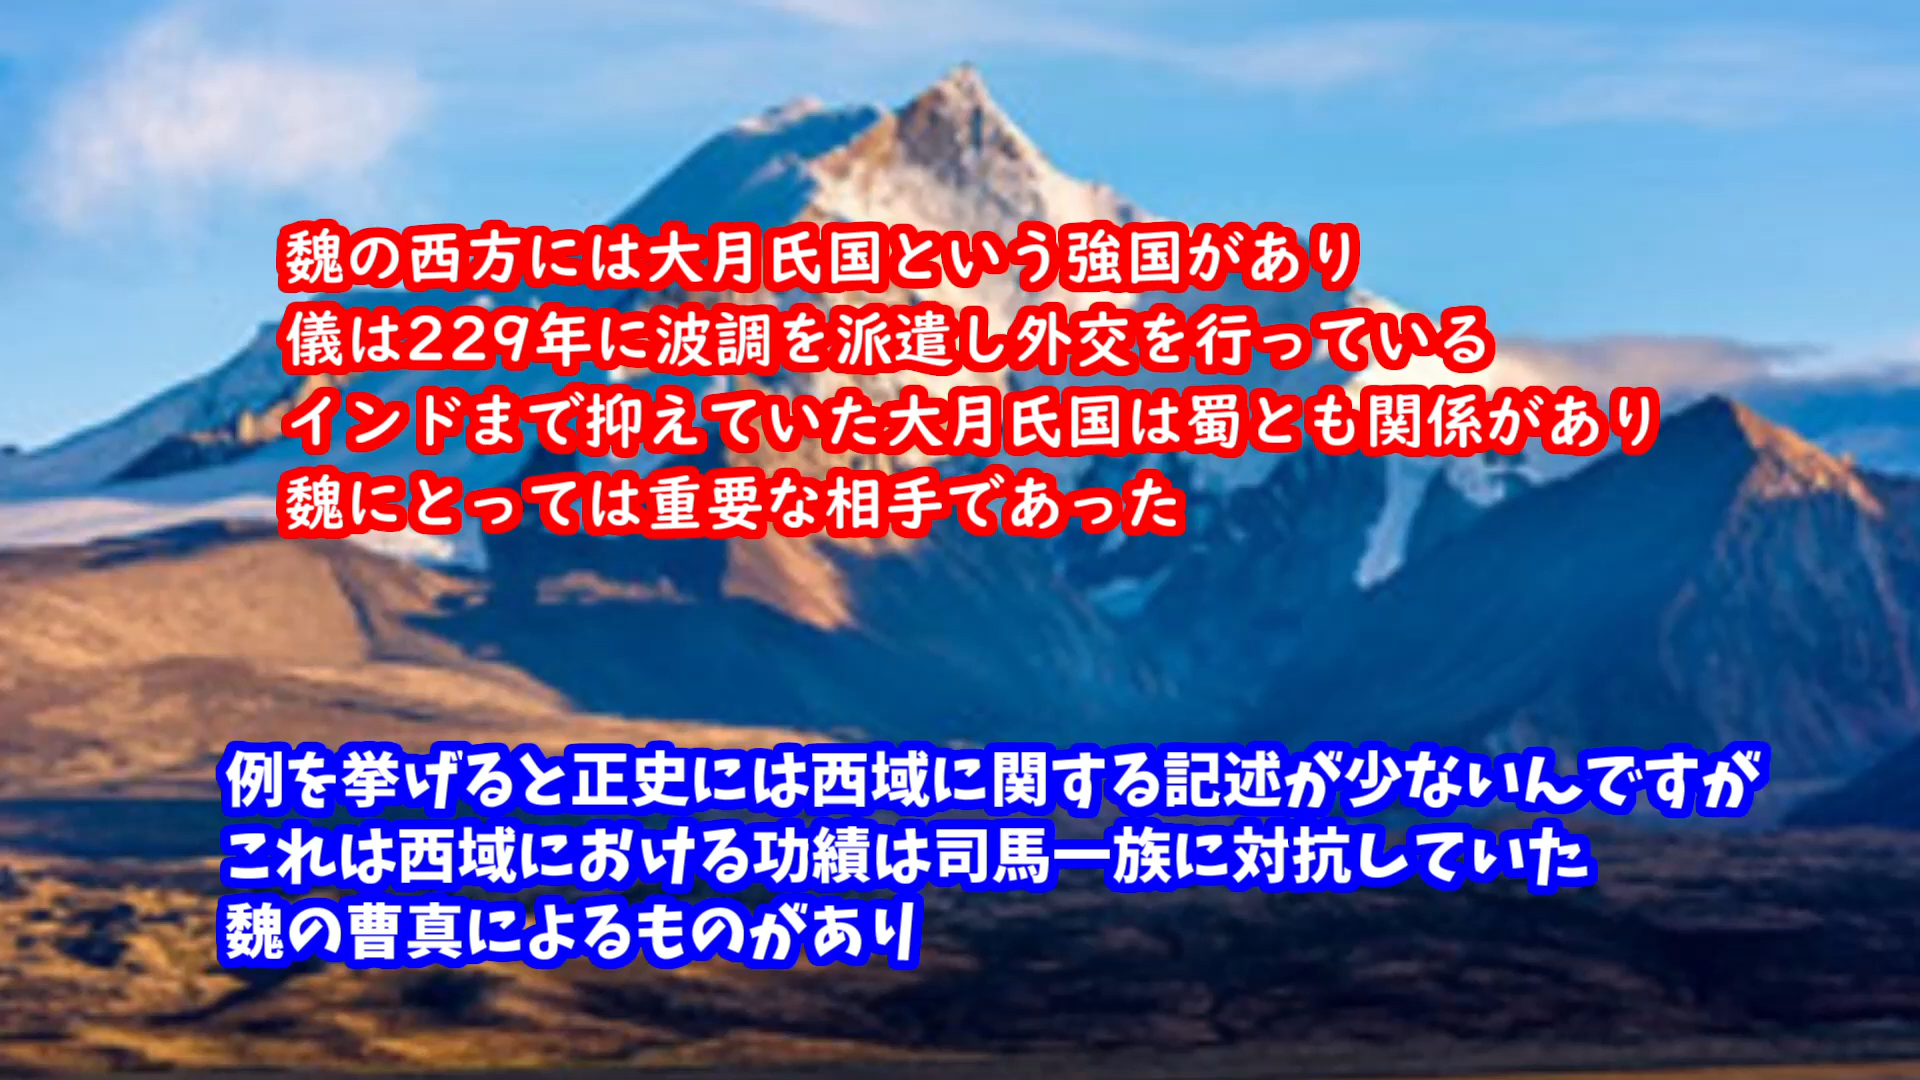 魏の西方には大月氏国という強国があり
儀は229年に波調を派遣し外交を行っている
インドまで抑えていた大月氏国は蜀とも関係があり
魏にとっては重要な相手であった
例を挙げると正史には西域に関する記述が少ないんですが
これは西域における功績は司馬一族に対抗していた
魏の曹真によるものがあり